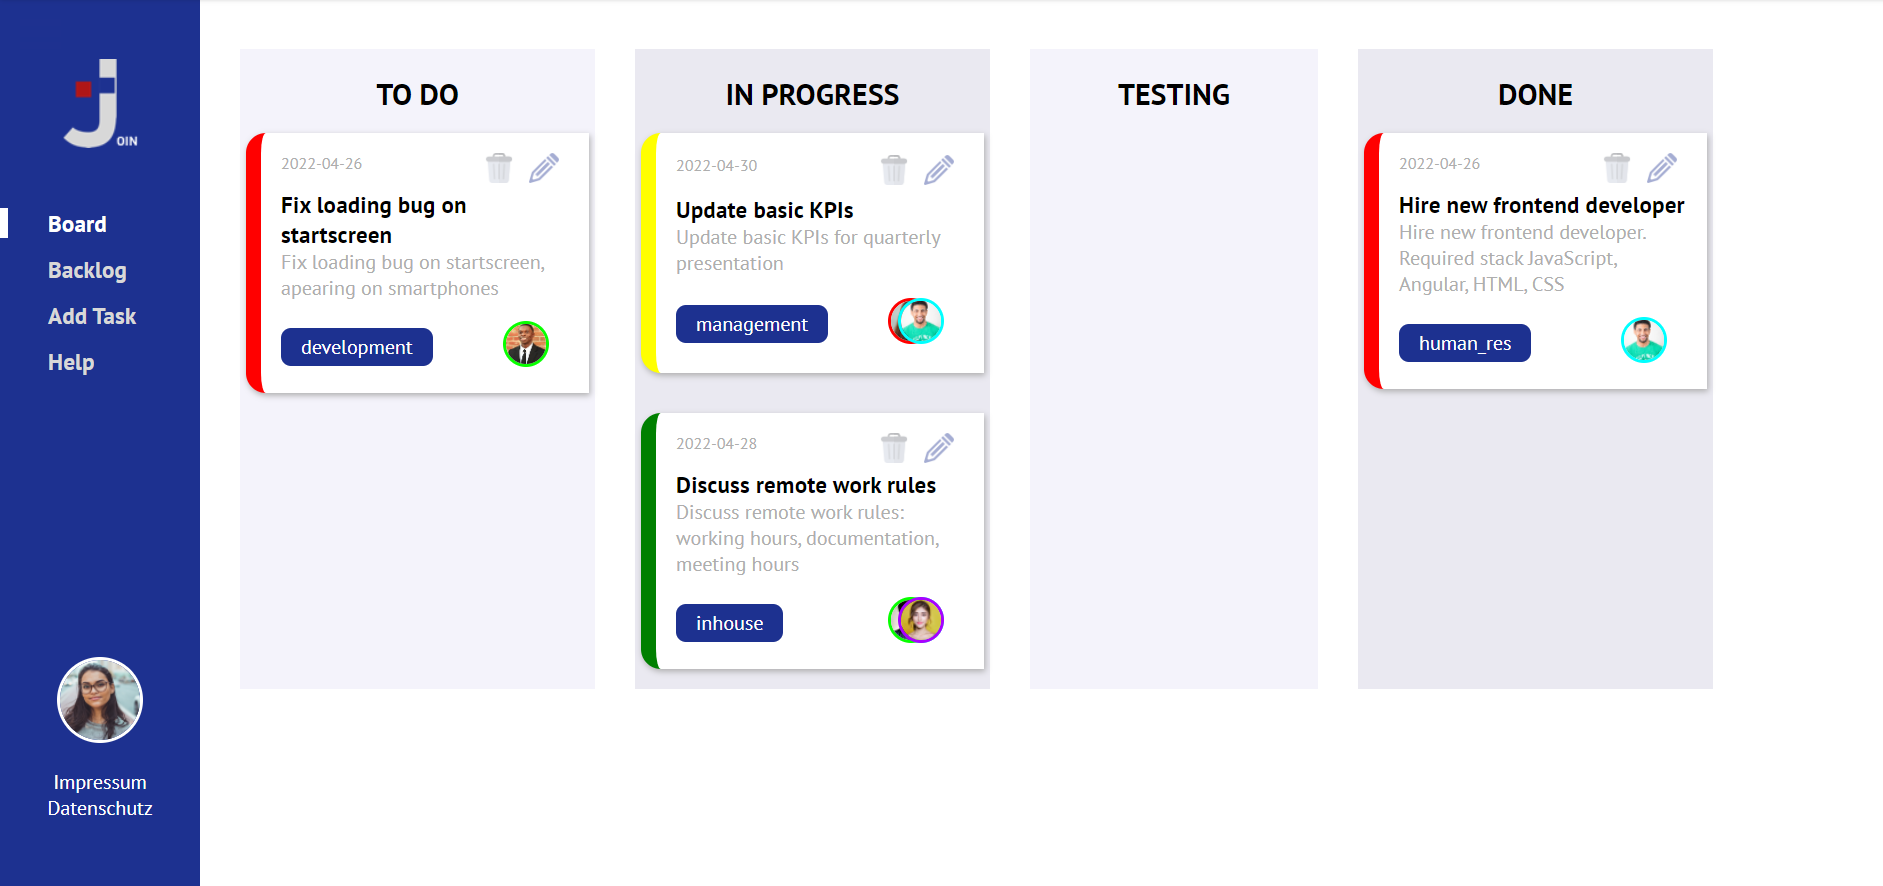 OIN
Board
Backlog
Add Task
Help
Impressum
Datenschutz
TO DO
2022-04-26
Fix loading bug on
startscreen
Fix loading bug on startscreen,
apearing on smartphones
development
IN PROGRESS
2022-04-30
Update basic KPIs
Update basic KPIs for quarterly
presentation
management
2022-04-28
Discuss remote work rules
Discuss remote work rules:
working hours, documentation,
meeting hours
inhouse
TESTING
DONE
2022-04-26
Hire new frontend developer
Hire new frontend developer.
Required stack JavaScript,
Angular, HTML, CSS
human_res